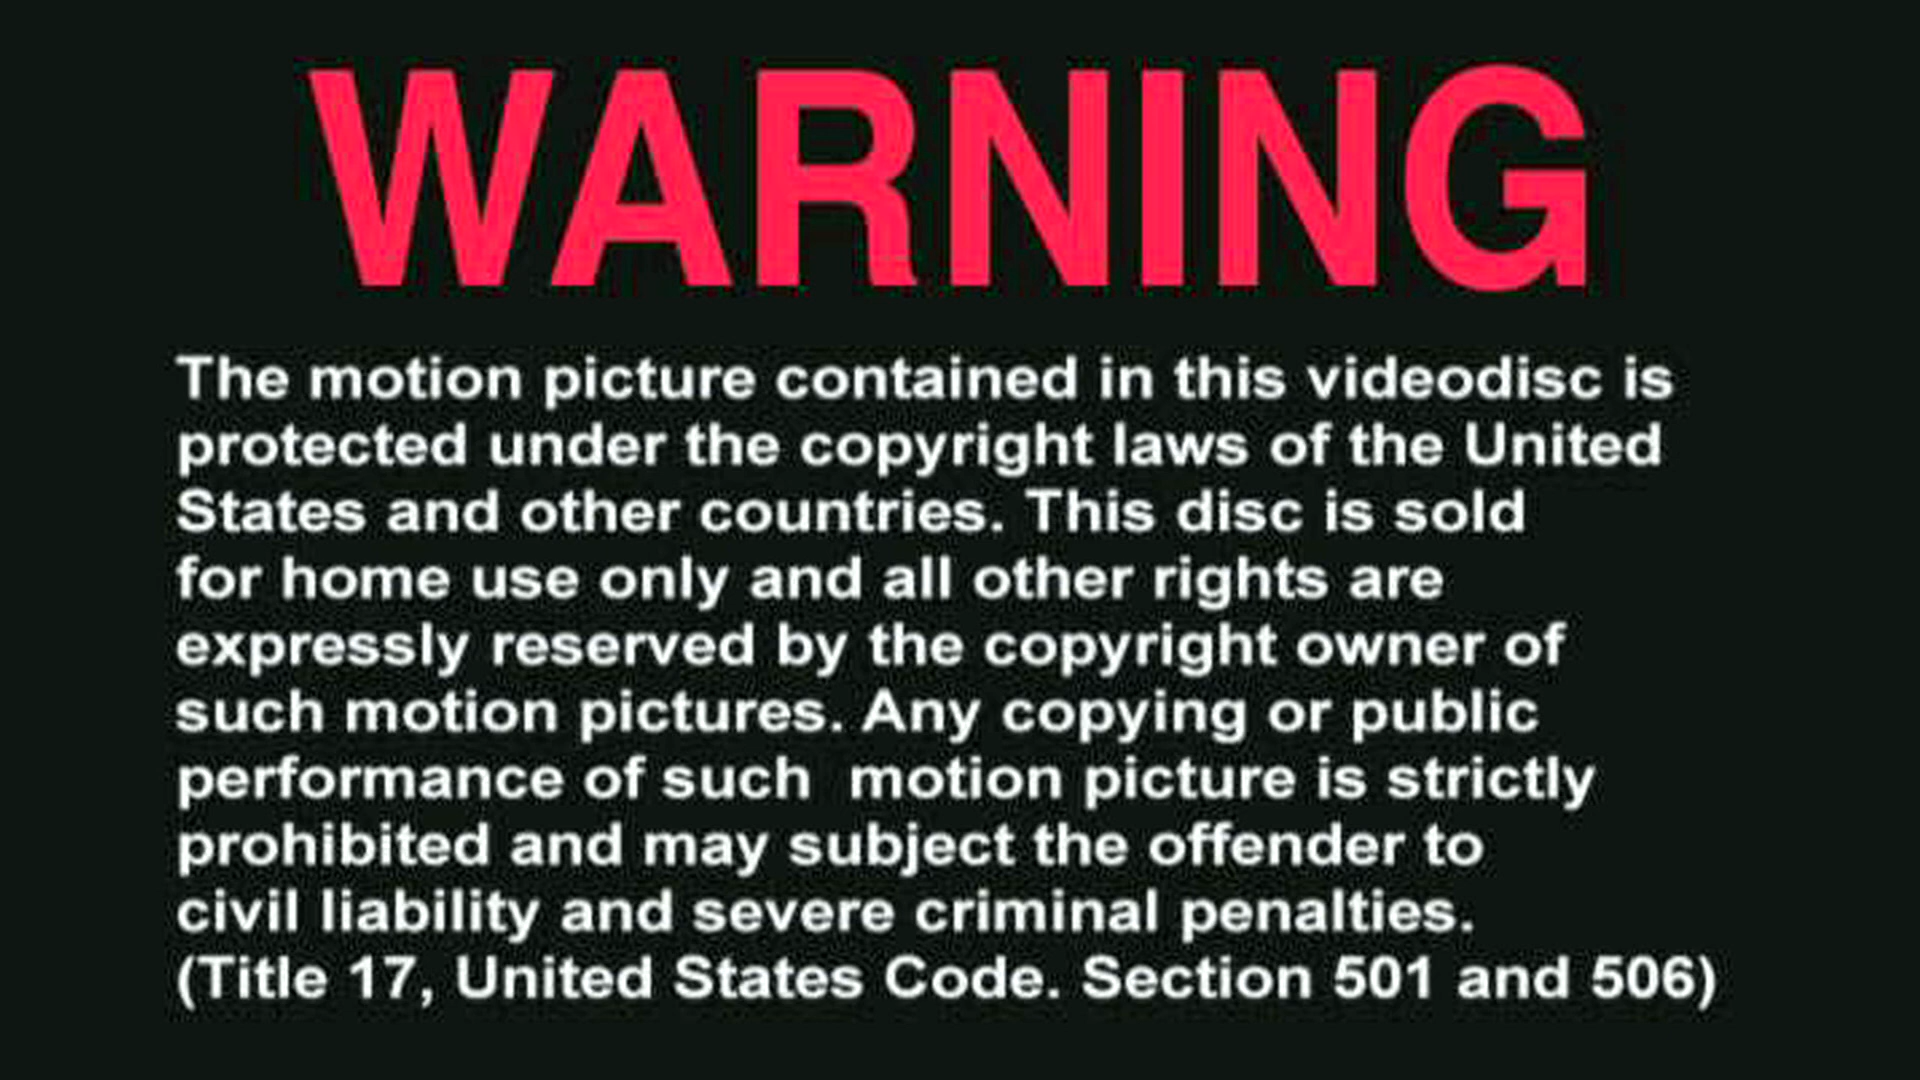 WARNING
The motion picture contained in this videodisc is
protected under the copyright laws of the United
States and other countries. This disc is sold
for home use only and all other rights are
expressly reserved by the copyright owner of
such motion pictures. Any copying or public
performance of such  motion picture is strictly
prohibited and may subject the offender to
civil liability and severe criminal penalties.
(Title 17, United States Code. Section 501 and 506)